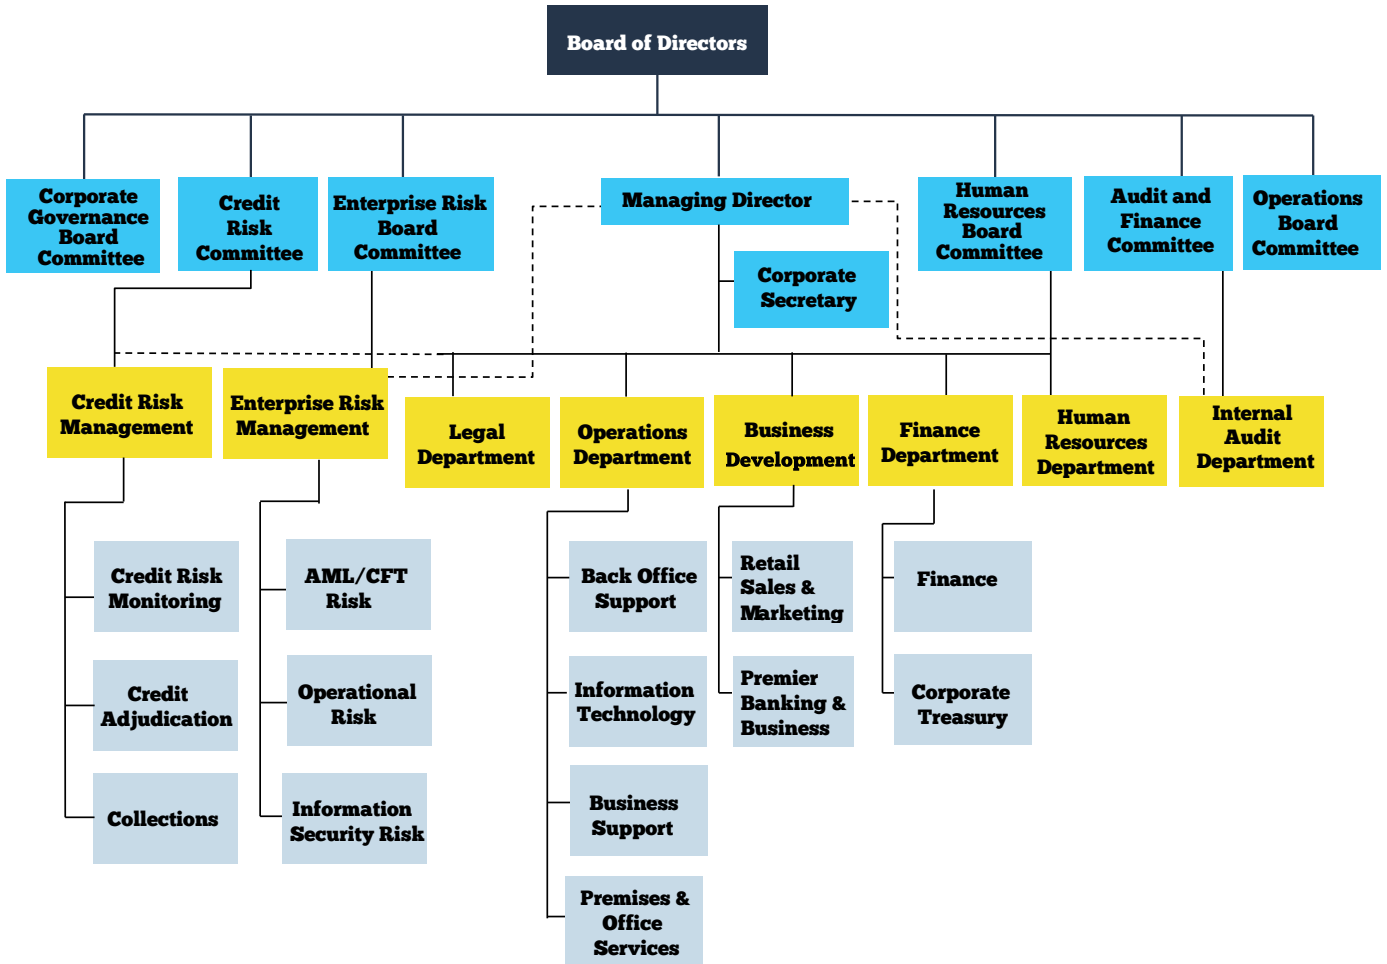 Board of Directors
Corporate
Governance
Board
Committee
Credit
Risk
Committee
Enterprise Risk
Board
Committee
Managing Director
Human
Resources
Board
Committee
Audit and
Finance
Committee
Operations
Board
Committee
Corporate
Secretary
Credit Risk
Management
Enterprise Risk
Management
Legal
Department
Operations
Department
Business
Development
Finance
Department
Human
Resources
Department
Internal
Audit
Department
Credit Risk
Monitoring
Credit
Adjudication
Collections
AML/CFT
Risk
Operational
Risk
Information
Security Risk
Back Office
Support
Information
Technology
Business
Support
Premises &
Office
Services
Retail
Sales &
Marketing
Premier
Banking &
Business
Finance
Corporate
Treasury